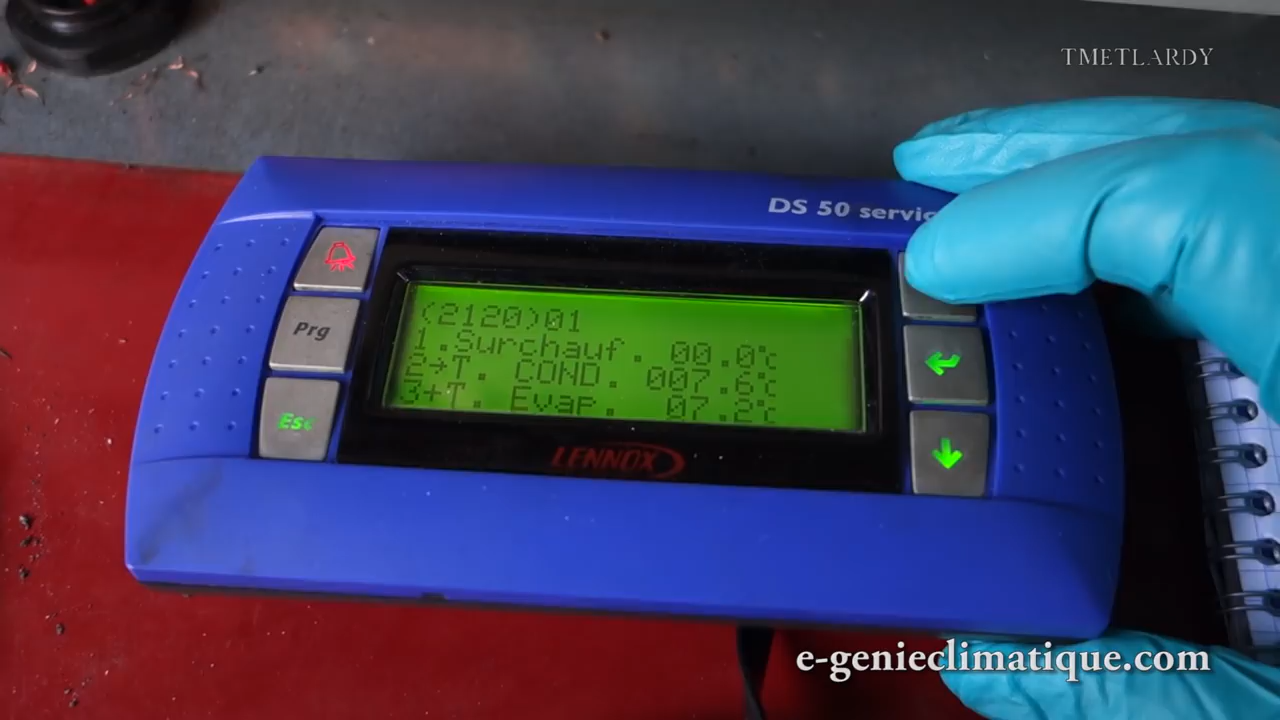 TMETLARDY
DS 50 servic
Prg
Esc
(2120)01
1.Surchauf. 00.0°c
2→T. COND. 007.6°c
3→T. Evap. 07.2°c
LENNOX
e-genieclimatique.com